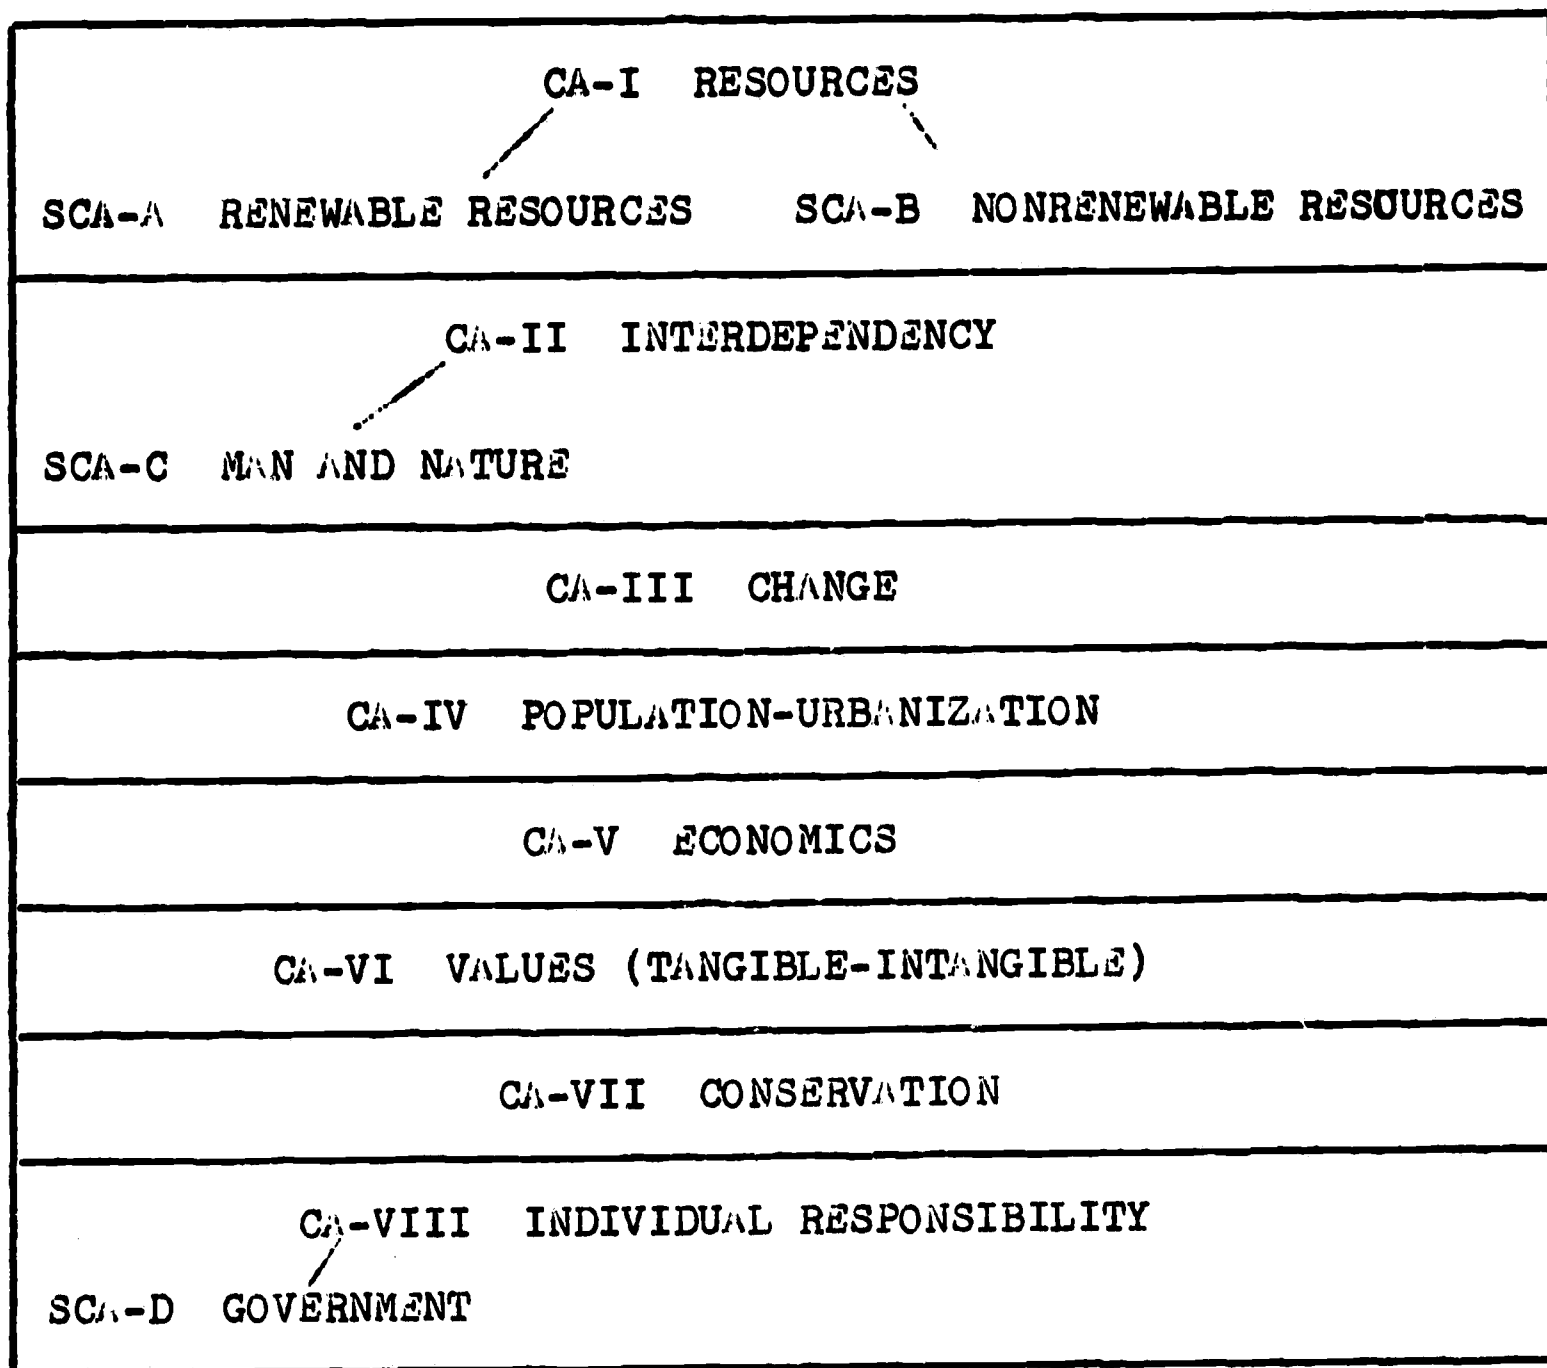 CA-I RESOURCES
SCA-A RENEWABLE RESOURCES SCA-B NONRENEWABLE RESOURCES
CA-II INTERDEPENDENCY
SCA-C MAN AND NATURE
CA-III CHANGE
CA-IV POPULATION-URBANIZATION
CA-V ECONOMICS
CA-VI VALUES (TANGIBLE-INTANGIBLE)
CA-VII CONSERVATION
CA-VIII INDIVIDUAL RESPONSIBILITY
SCA-D GOVERNMENT